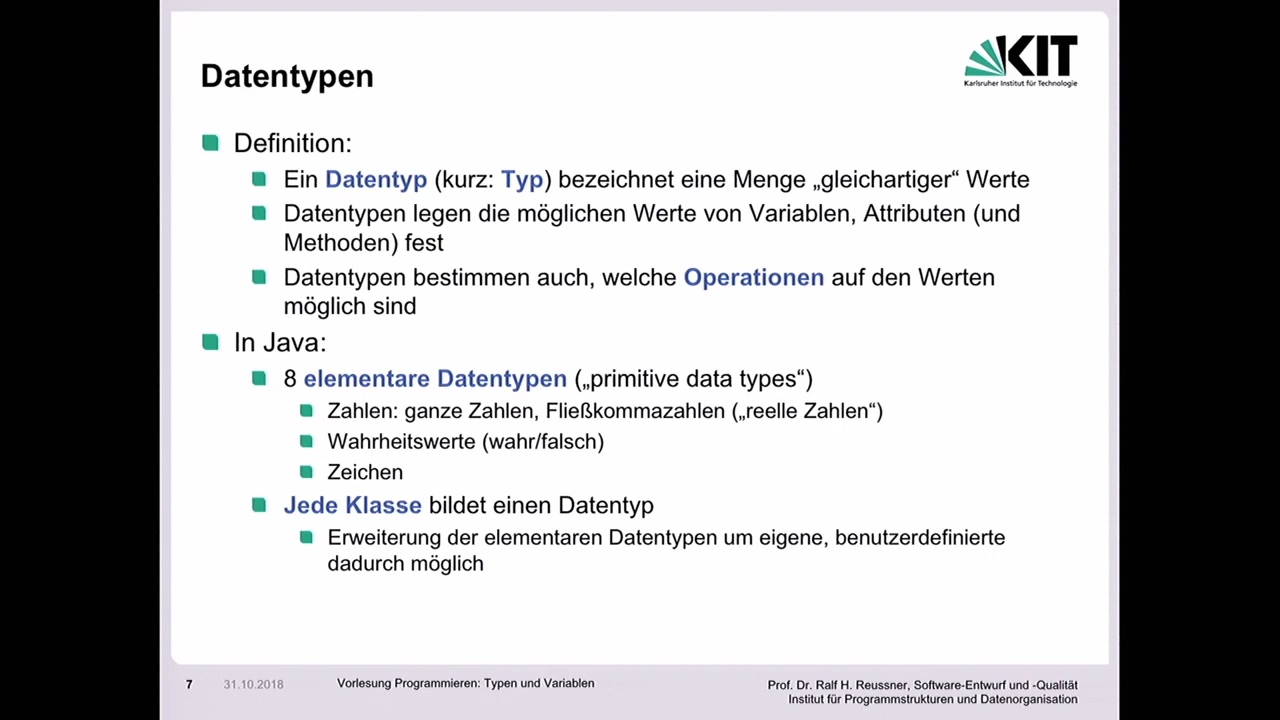 Datentypen
KIT
Karlsruher Institut für Technologie
Definition:
Ein Datentyp (kurz: Typ) bezeichnet eine Menge „gleichartiger“ Werte
Datentypen legen die möglichen Werte von Variablen, Attributen (und
Methoden) fest
Datentypen bestimmen auch, welche Operationen auf den Werten
möglich sind
In Java:
8 elementare Datentypen („primitive data types“)
Zahlen: ganze Zahlen, Fließkommazahlen („reelle Zahlen“)
Wahrheitswerte (wahr/falsch)
Zeichen
Jede Klasse bildet einen Datentyp
Erweiterung der elementaren Datentypen um eigene, benutzerdefinierte
dadurch möglich
7 31.10.2018 Vorlesung Programmieren: Typen und Variablen
Prof. Dr. Ralf H. Reussner, Software-Entwurf und -Qualität
Institut für Programmstrukturen und Datenorganisation